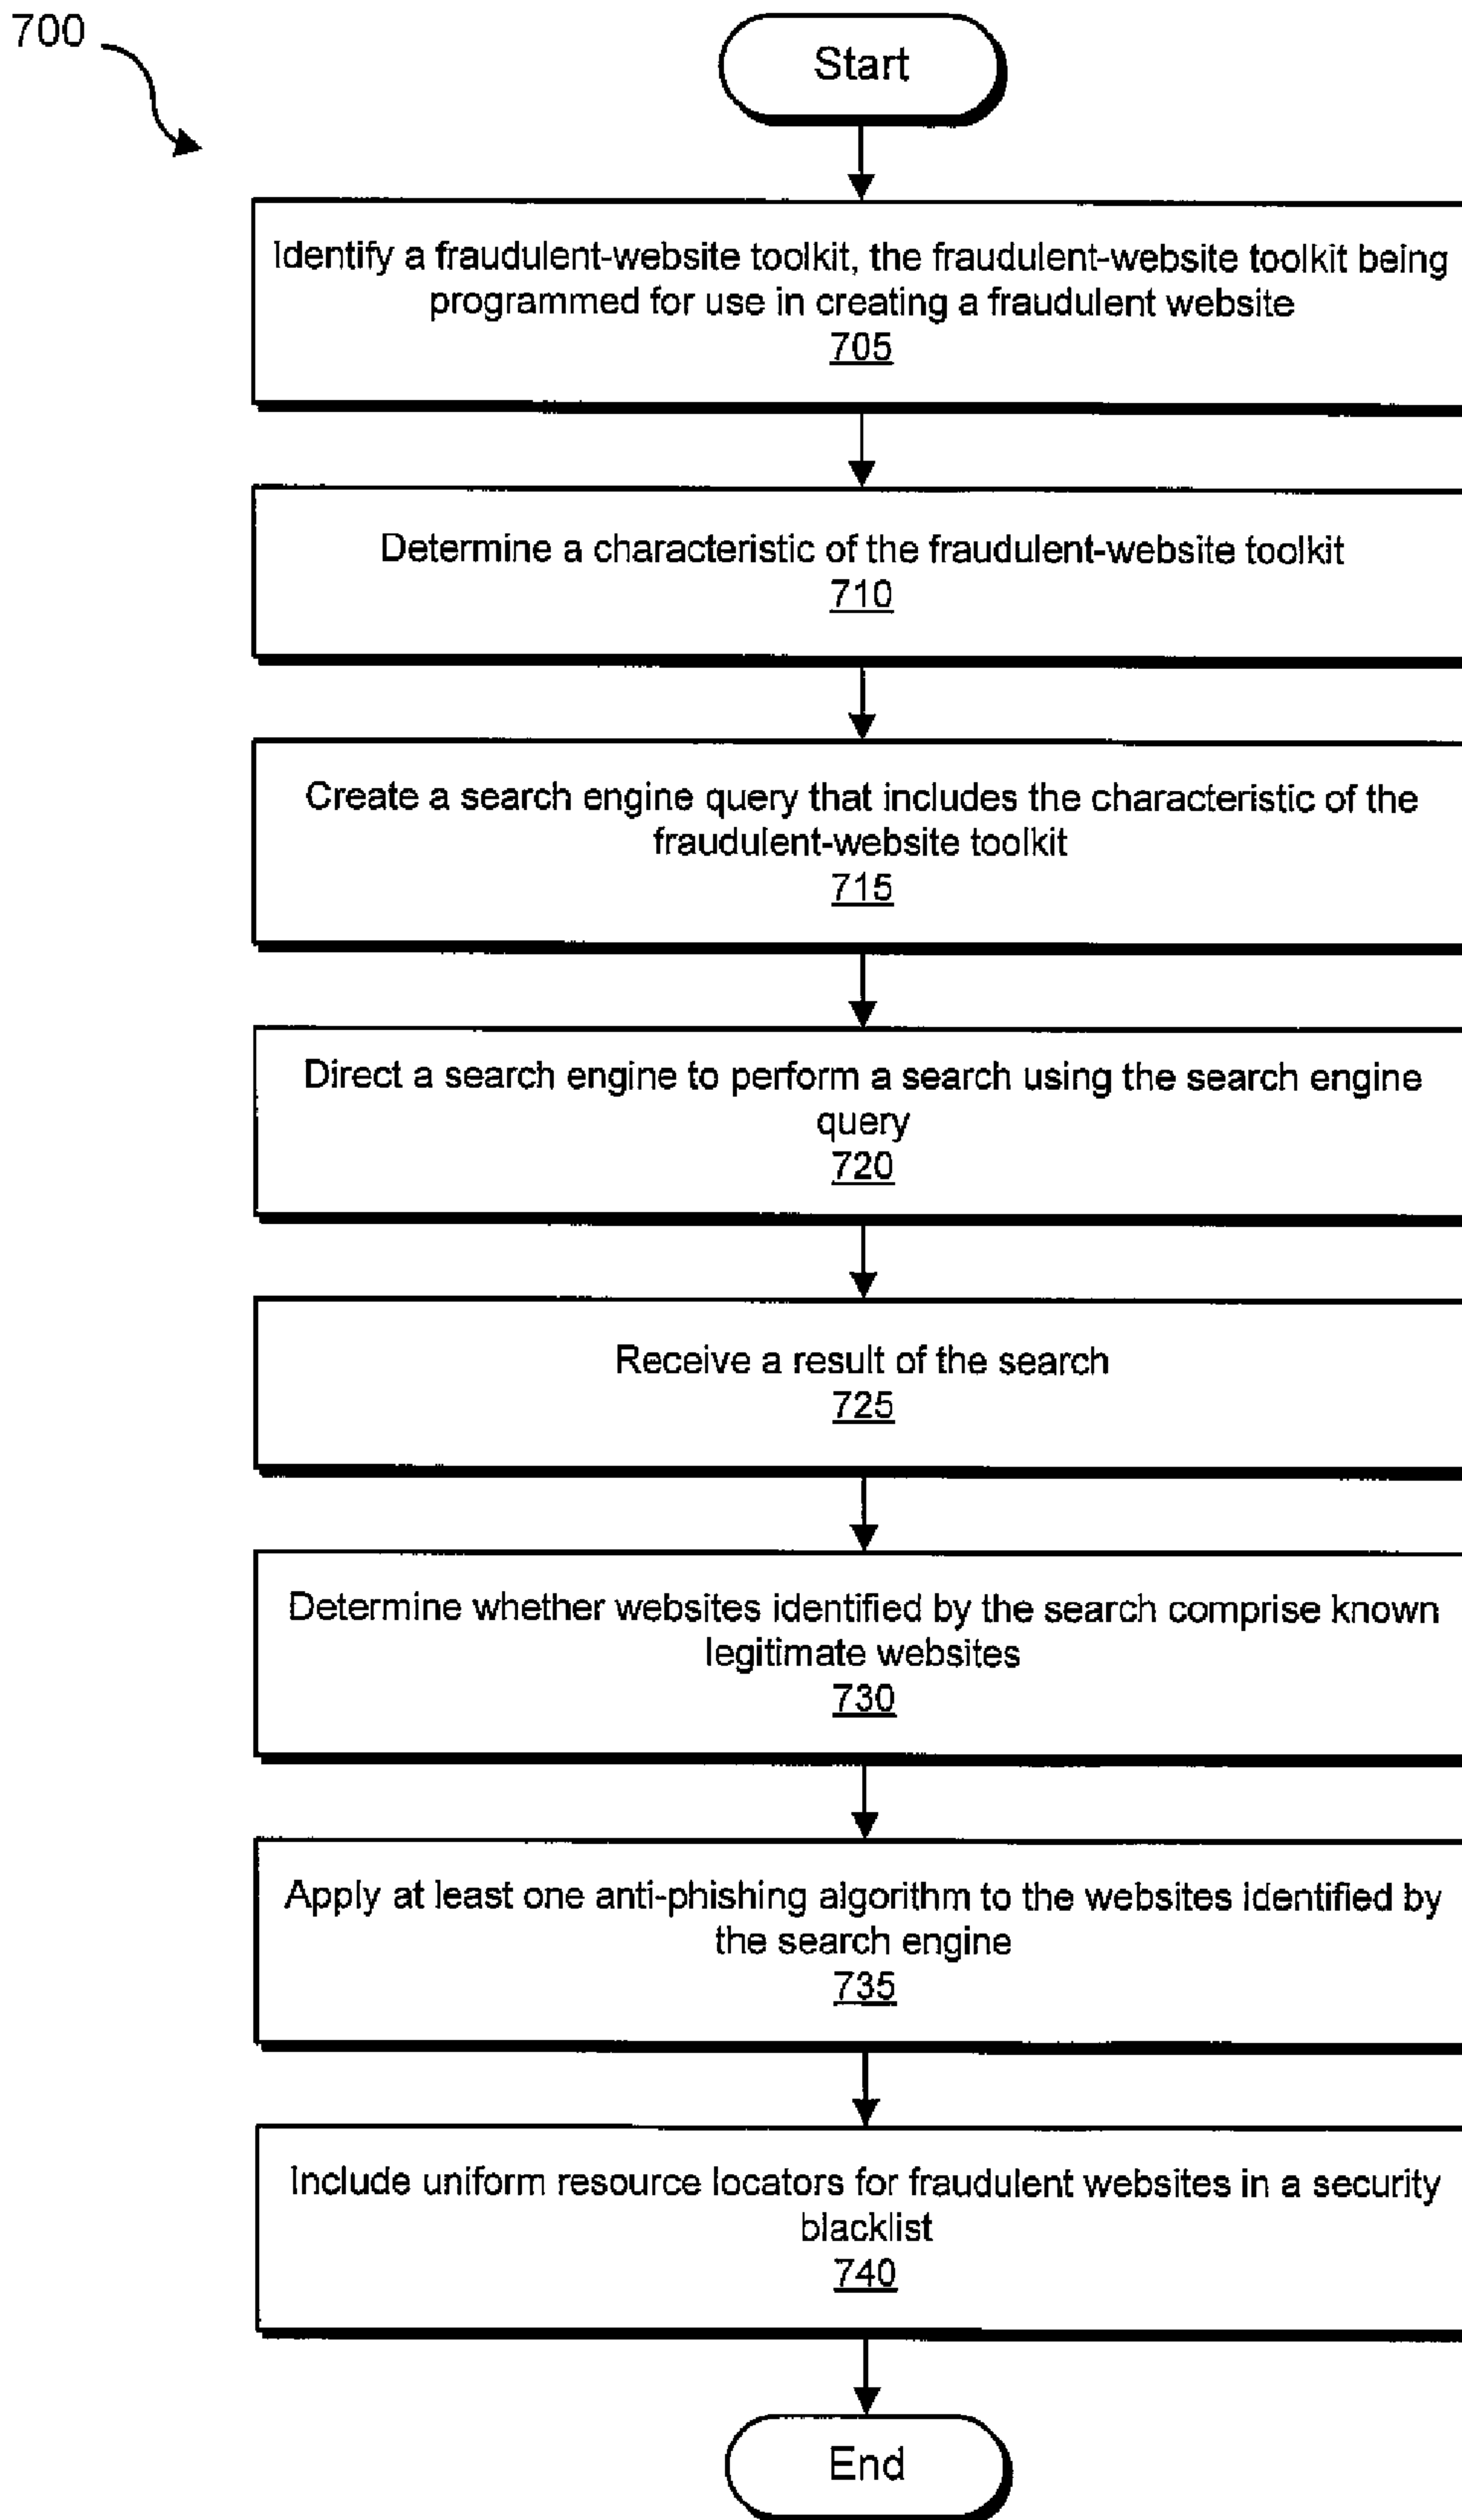 700
Start
Identify a fraudulent-website toolkit, the fraudulent-website toolkit being
programmed for use in creating a fraudulent website
705
Determine a characteristic of the fraudulent-website toolkit
710
Create a search engine query that includes the characteristic of the
fraudulent-website toolkit
715
Direct a search engine to perform a search using the search engine
query
720
Receive a result of the search
725
Determine whether websites identified by the search comprise known
legitimate websites
730
Apply at least one anti-phishing algorithm to the websites identified by
the search engine
735
Include uniform resource locators for fraudulent websites in a security
blacklist
740
End